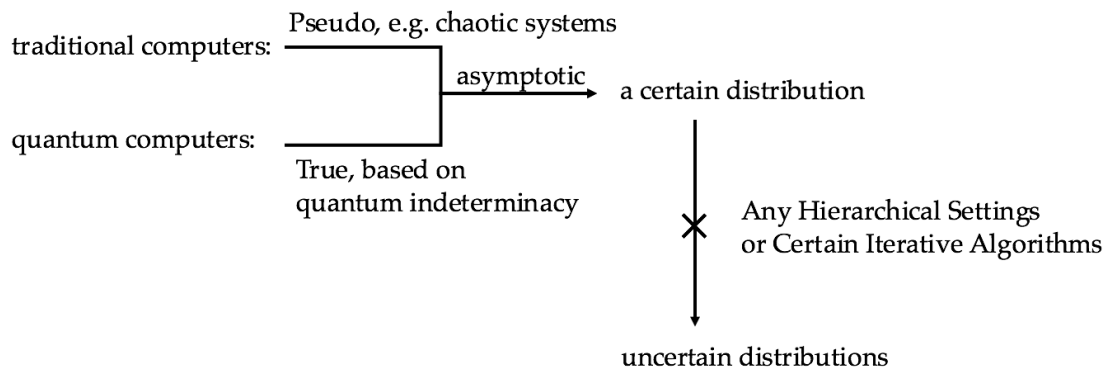 Pseudo, e.g. chaotic systems
traditional computers:
asymptotic
a certain distribution
quantum computers:
True, based on
quantum indeterminacy
Any Hierarchical Settings
or Certain Iterative Algorithms
uncertain distributions